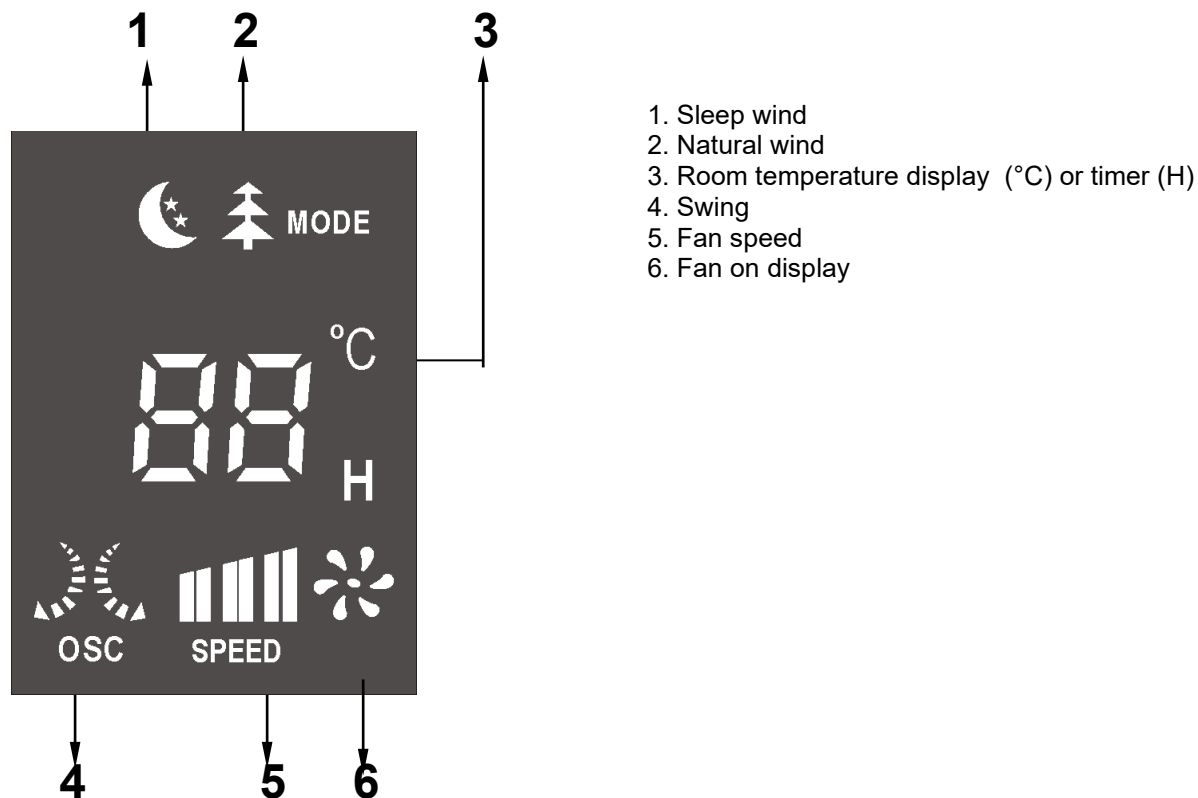 1 2 3
1. Sleep wind
2. Natural wind
3. Room temperature display (°C) or timer (H)
4. Swing
5. Fan speed
6. Fan on display
MODE
°C
88
H
OSC SPEED
4 5 6